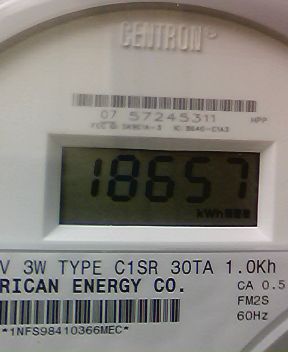 CENTRON®
07 57245311 HPP
18657
kWh
V 3W TYPE C1SR 30TA 1.0Kh
RICAN ENERGY CO. CA 0.5
FM2S
60Hz
*1NFS98410366MEC*